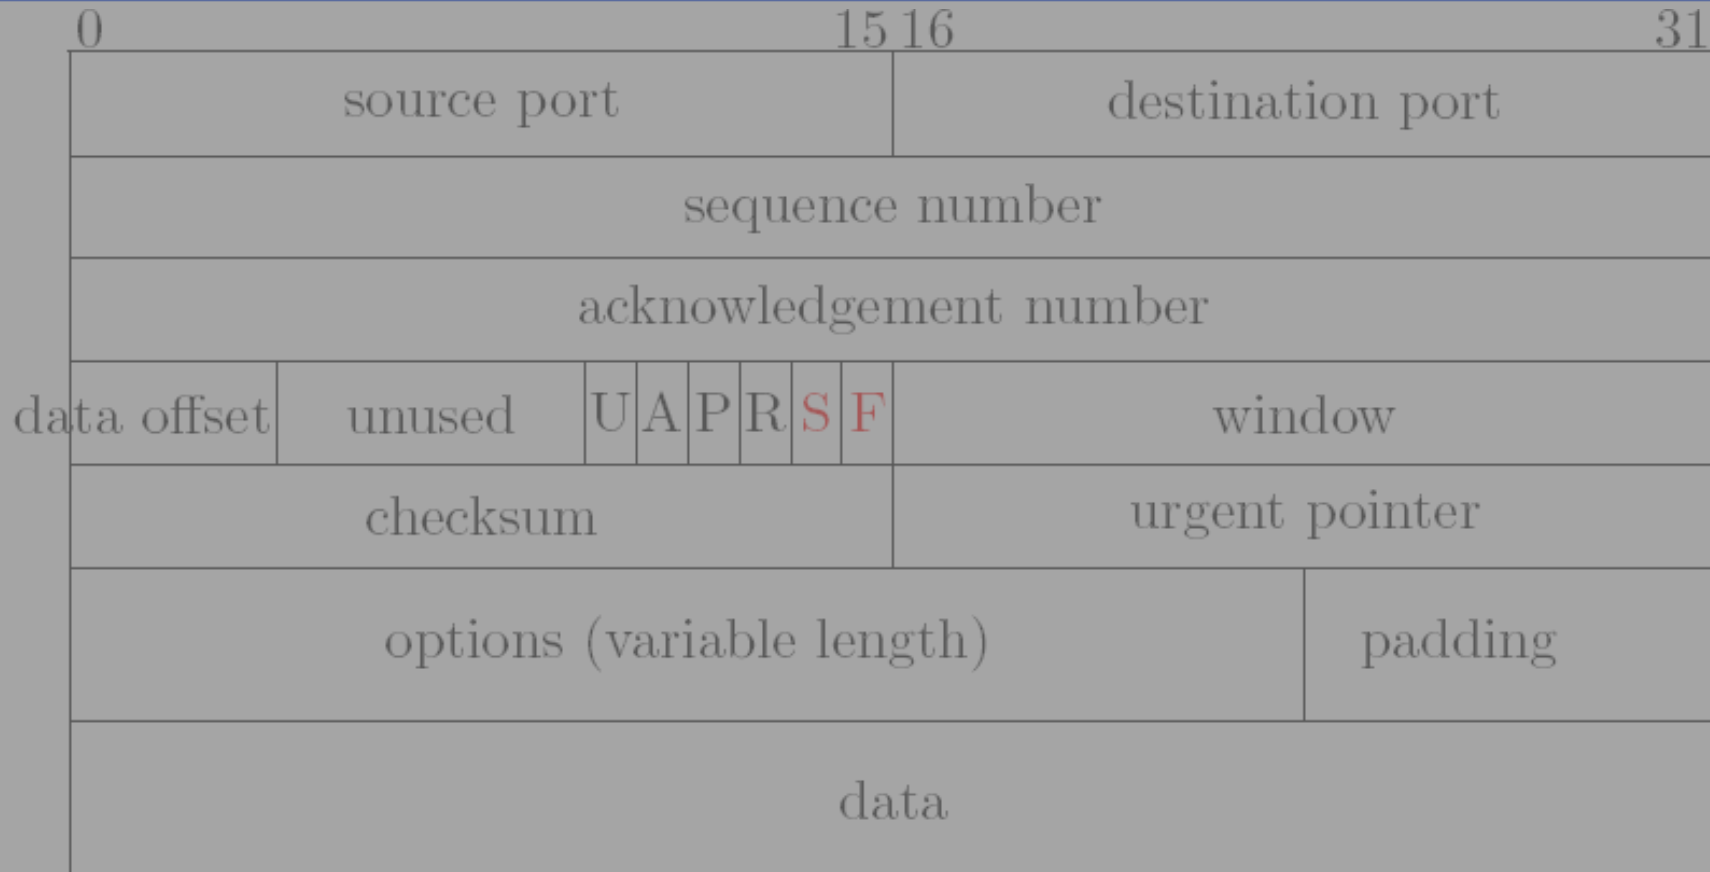 0 15 16 31
source port destination port
sequence number
acknowledgement number
data offset unused U A P R S F window
checksum urgent pointer
options (variable length) padding
data